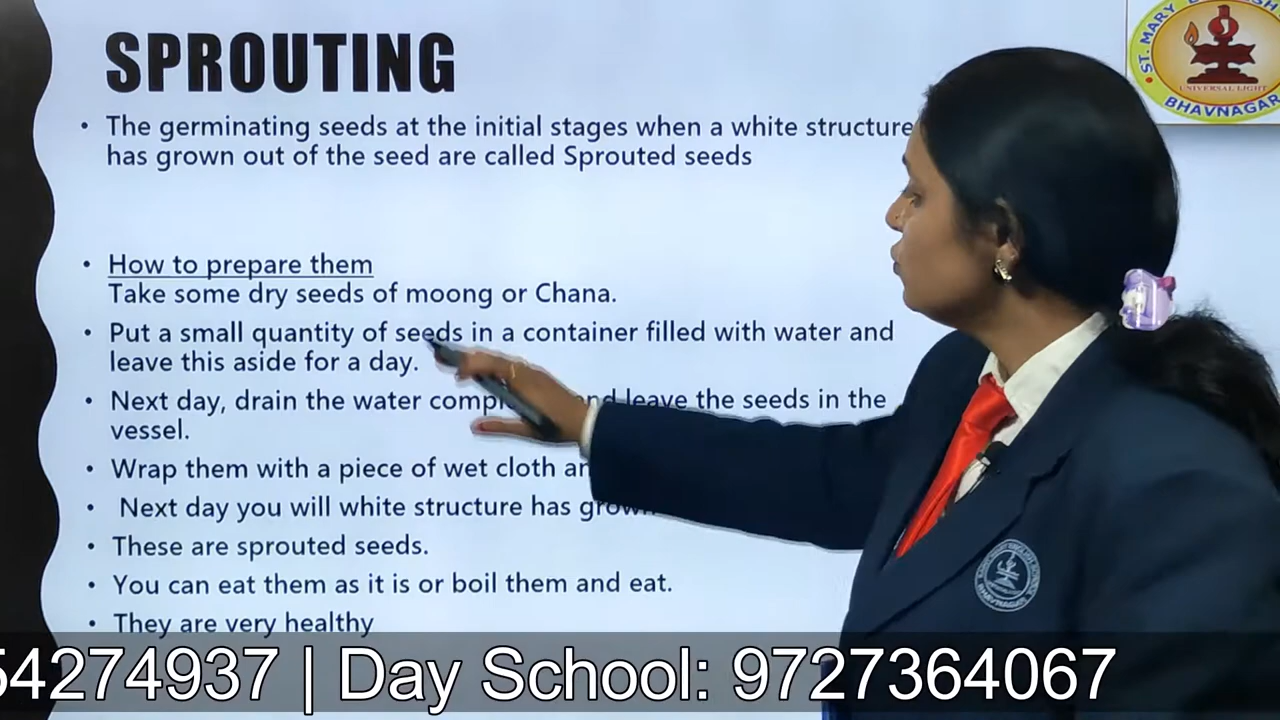 SPROUTING
• The germinating seeds at the initial stages when a white structure
has grown out of the seed are called Sprouted seeds
• How to prepare them
Take some dry seeds of moong or Chana.
• Put a small quantity of seeds in a container filled with water and
leave this aside for a day.
• Next day, drain the water leave the seeds in the
vessel.
• Wrap them with a piece of wet cloth
• Next day you will white structure has
• These are sprouted seeds.
• You can eat them as it is or boil them and eat.
• They are very healthy
54274937 | Day School: 9727364067
ST. MARY
UNIVERSAL LIGHT
BHAVNAGAR